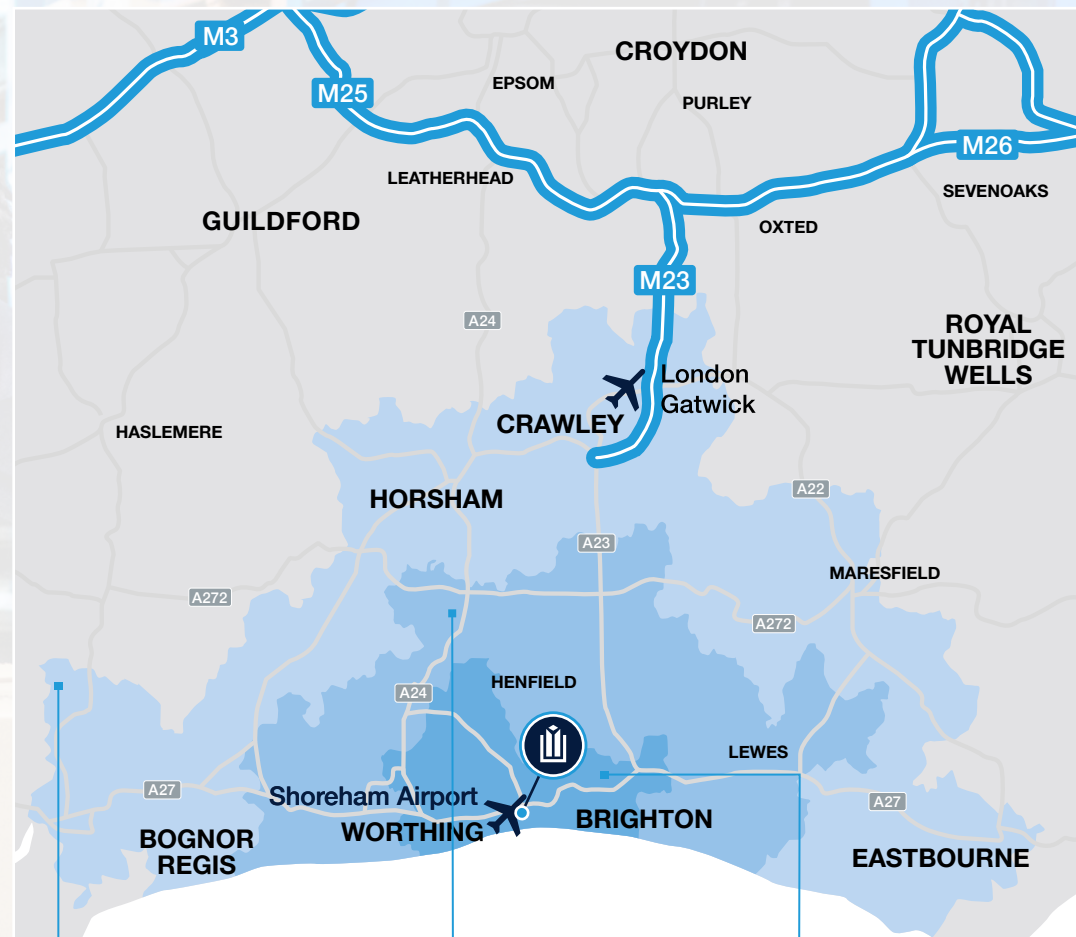 M3
CROYDON
EPSOM
M25
PURLEY
M26
LEATHERHEAD
SEVENOAKS
GUILDFORD
OXTED
M23
A24
ROYAL
TUNBRIDGE
WELLS
London
Gatwick
CRAWLEY
HASLEMERE
HORSHAM
A22
A23
MARESFIELD
A272
A272
HENFIELD
A24
LEWES
A27
Shoreham Airport
A27
WORTHING
BRIGHTON
BOGNOR
REGIS
EASTBOURNE